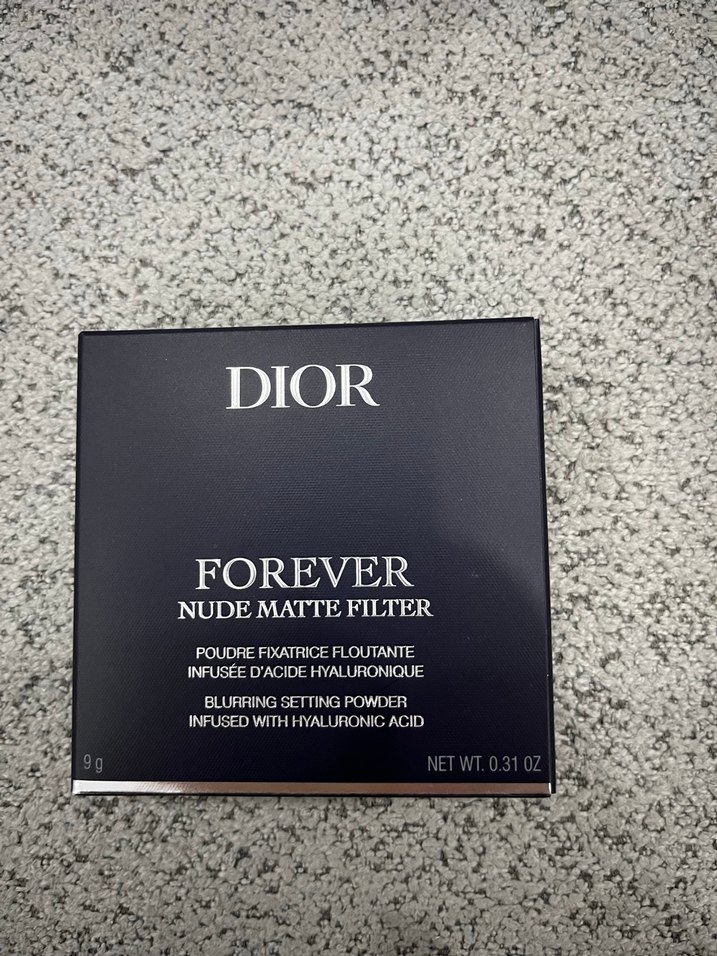 DIOR
FOREVER
NUDE MATTE FILTER
POUDRE FIXATRICE FLOUTANTE
INFUSÉE D'ACIDE HYALURONIQUE
BLURRING SETTING POWDER
INFUSED WITH HYALURONIC ACID
9 g NET WT. 0.31 OZ